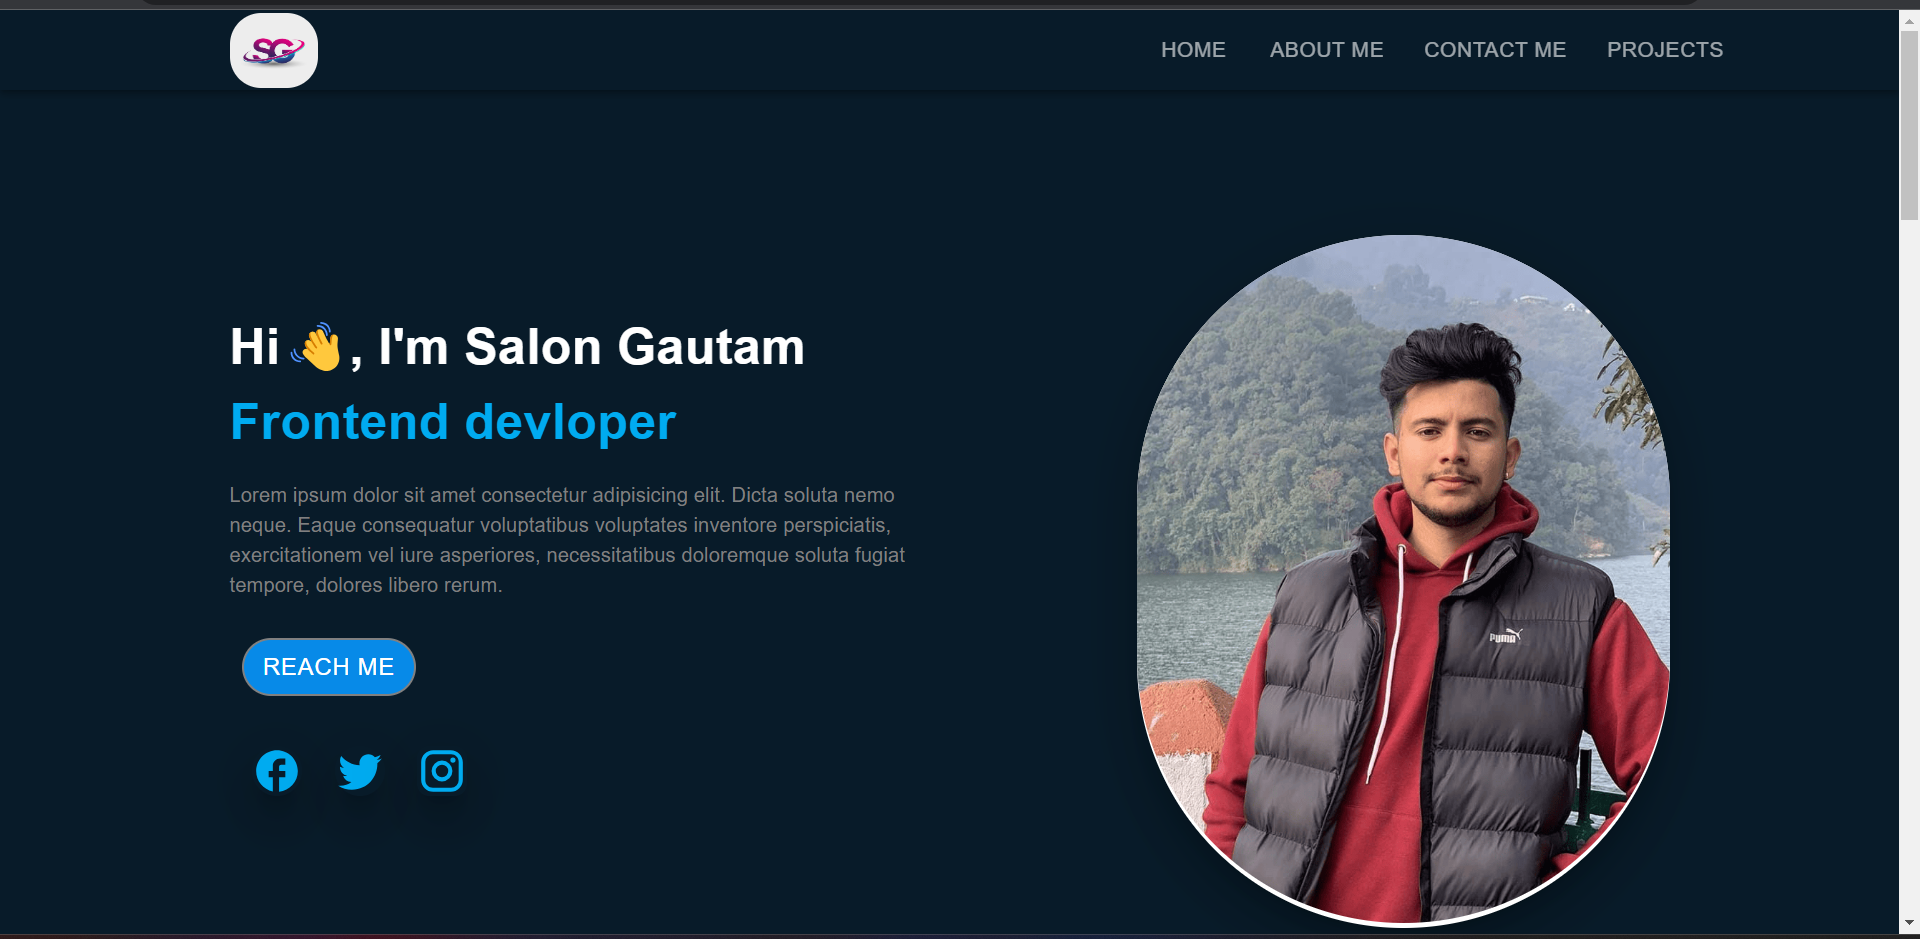 SG
HOME ABOUT ME CONTACT ME PROJECTS
Hi 👋, I'm Salon Gautam
Frontend devloper
Lorem ipsum dolor sit amet consectetur adipisicing elit. Dicta soluta nemo
neque. Eaque consequatur voluptatibus voluptates inventore perspiciatis,
exercitationem vel iure asperiores, necessitatibus doloremque soluta fugiat
tempore, dolores libero rerum.
REACH ME
PUMA